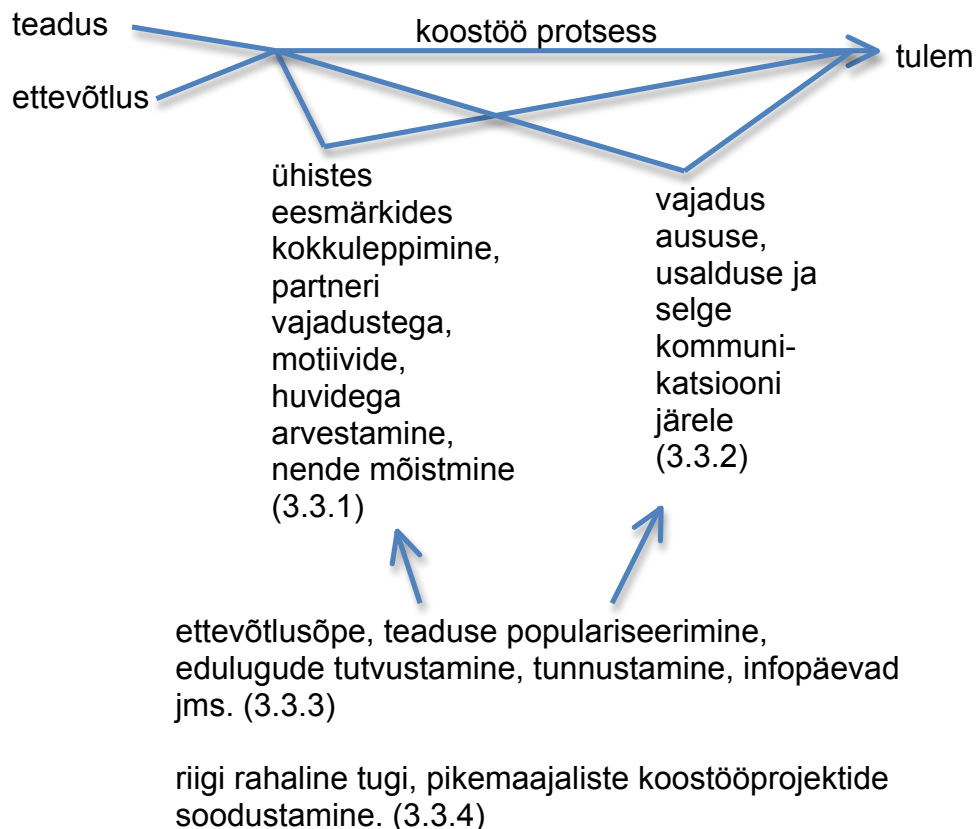 teadus
koostöö protsess
tulem
ettevõtlus
ühistes
eesmärkides
kokkuleppimine,
partneri
vajadustega,
motiivide,
huvidega
arvestamine,
nende mõistmine
(3.3.1)
vajadus
aususe,
usalduse ja
selge
kommuni-
katsiooni
järele
(3.3.2)
ettevõtlusõpe, teaduse populariseerimine,
edulugude tutvustamine, tunnustamine, infopäevad
jms. (3.3.3)
riigi rahaline tugi, pikemaajaliste koostööprojektide
soodustamine. (3.3.4)